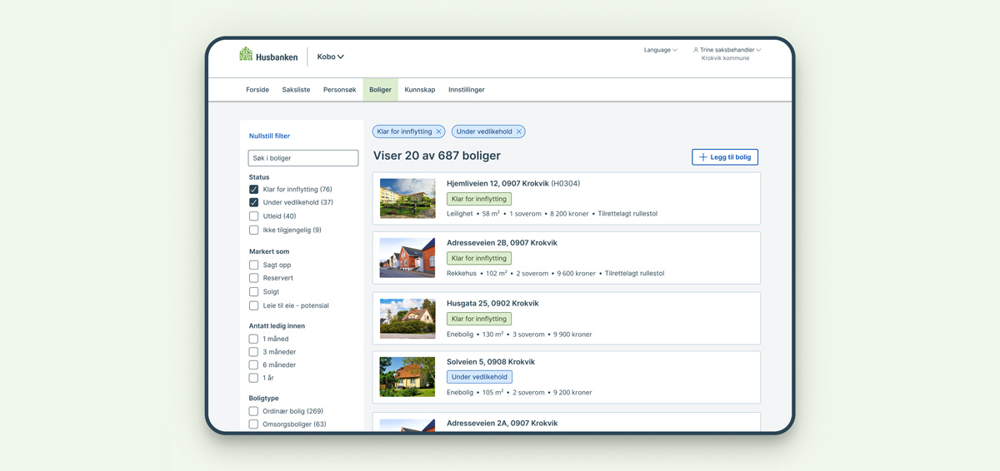 Husbanken
Kobo
Language
Trine saksbehandler
Krokvik kommune
Forside Saksliste Personsøk Boliger Kunnskap Innstillinger
Nullstill filter
Søk i boliger
Status
Klar for innflytting (76)
Under vedlikehold (37)
Utleid (40)
Ikke tilgjengelig (9)
Markert som
Sagt opp
Reservert
Solgt
Leie til eie - potensial
Antatt ledig innen
1 måned
3 måneder
6 måneder
1 år
Boligtype
Ordinær bolig (269)
Omsorgsboliger (63)
Klar for innflytting Under vedlikehold
Viser 20 av 687 boliger
Legg til bolig
Hjemliveien 12, 0907 Krokvik (H0304)
Klar for innflytting
Leilighet • 58 m² • 1 soverom • 8 200 kroner • Tilrettelagt rullestol
Adresseveien 2B, 0907 Krokvik
Klar for innflytting
Rekkehus • 102 m² • 2 soverom • 9 600 kroner • Tilrettelagt rullestol
Husgata 25, 0902 Krokvik
Klar for innflytting
Enebolig • 130 m² • 3 soverom • 9 900 kroner
Solveien 5, 0908 Krokvik
Under vedlikehold
Enebolig • 105 m² • 2 soverom • 9 200 kroner
Adresseveien 2A, 0907 Krokvik